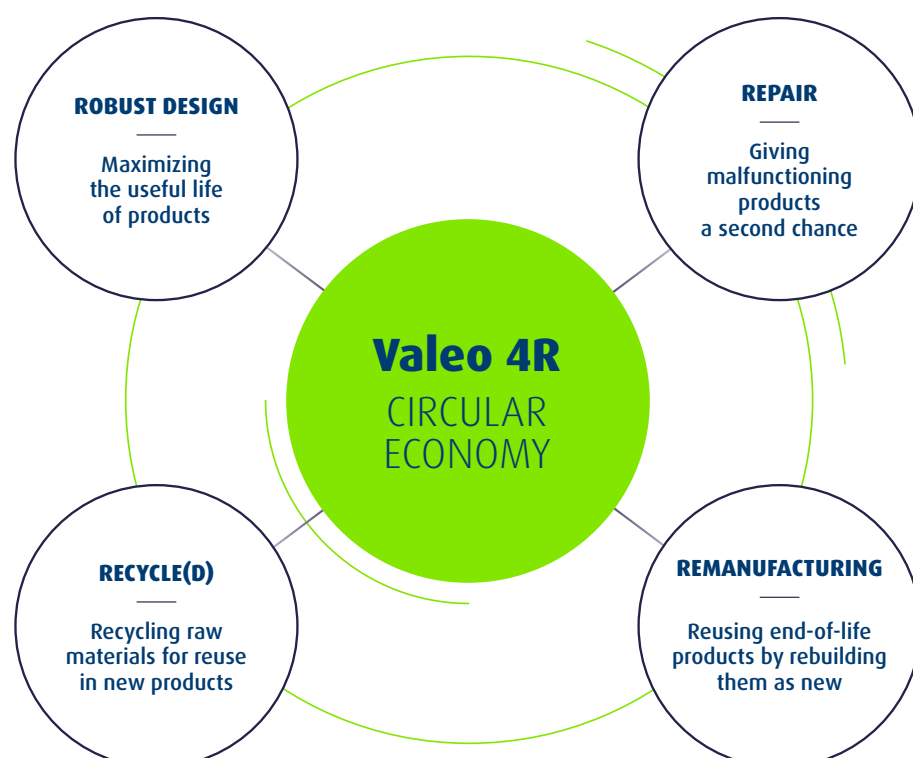 ROBUST DESIGN
Maximizing
the useful life
of products
REPAIR
Giving
malfunctioning
products
a second chance
Valeo 4R
CIRCULAR
ECONOMY
RECYCLE(D)
Recycling raw
materials for reuse
in new products
REMANUFACTURING
Reusing end-of-life
products by rebuilding
them as new